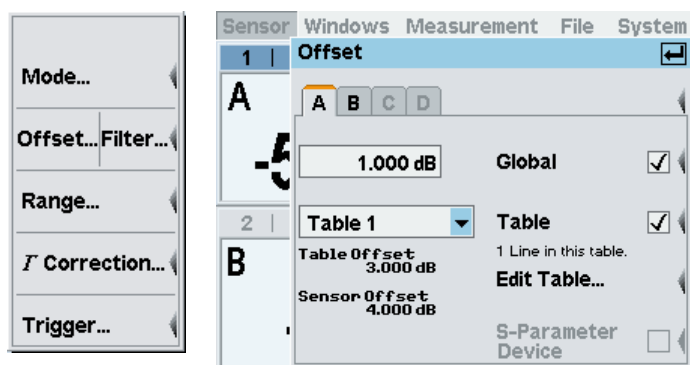 Mode...
Offset... Filter...
Range...
Γ Correction...
Trigger...
Sensor Windows Measurement File System
1 | Offset
A
A B C D
1.000 dB Global
-5
2 | Table 1 Table
B
Table Offset 1 Line in this table.
3.000 dB
Edit Table...
Sensor Offset
4.000 dB
S-Parameter
Device